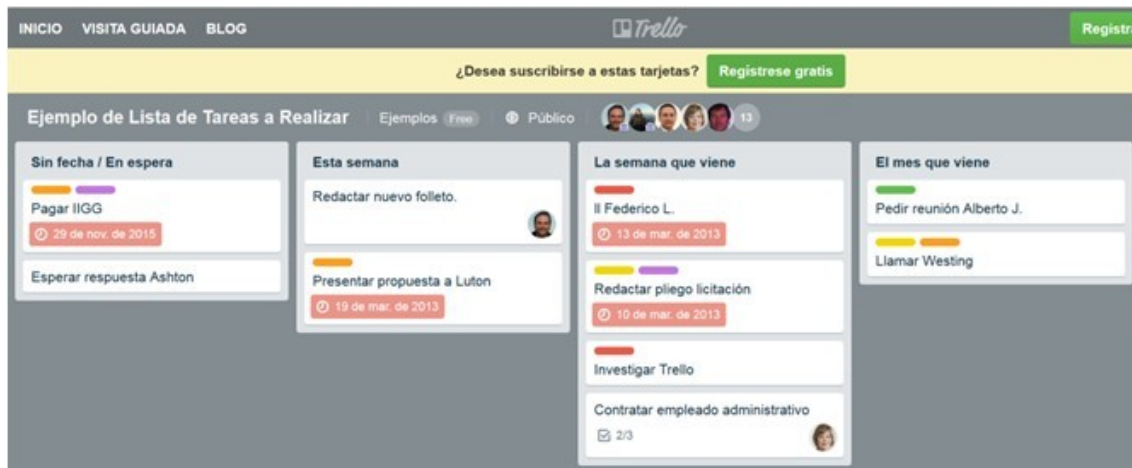 INICIO VISITA GUIADA BLOG
Trello
Registra
¿Desea suscribirse a estas tarjetas? Regístrese gratis
Ejemplo de Lista de Tareas a Realizar Ejemplos Free Público 13
Sin fecha / En espera
Pagar IIGG
29 de nov. de 2015
Esperar respuesta Ashton
Esta semana
Redactar nuevo folleto.
Presentar propuesta a Luton
19 de mar. de 2013
La semana que viene
II Federico L.
13 de mar. de 2013
Redactar pliego licitación
10 de mar. de 2013
Investigar Trello
Contratar empleado administrativo
2/3
El mes que viene
Pedir reunión Alberto J.
Llamar Westing